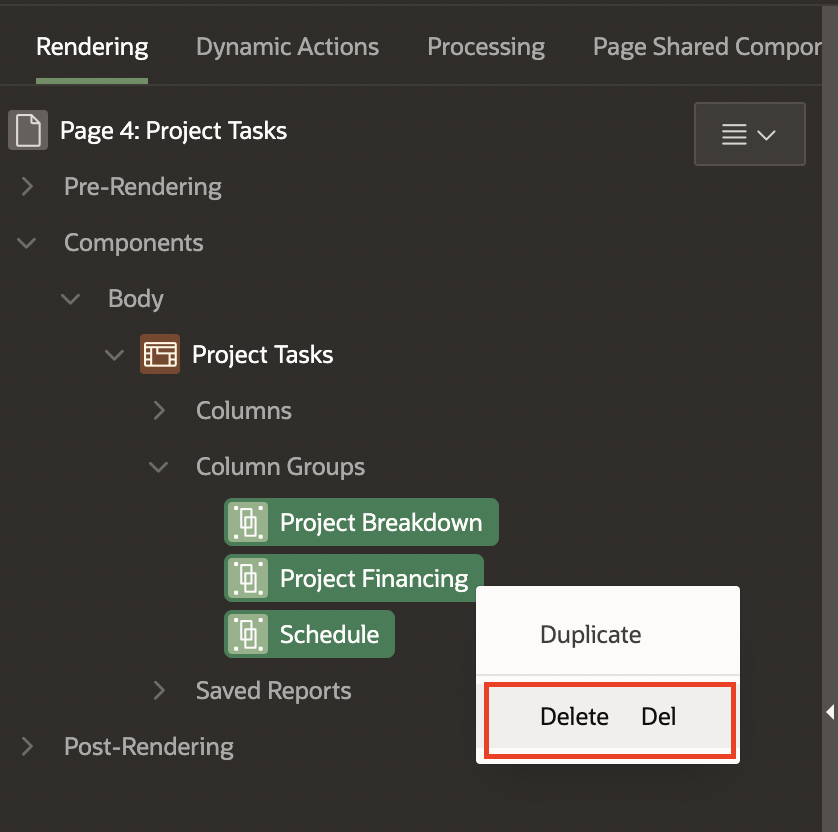 Rendering Dynamic Actions Processing Page Shared Compor
Page 4: Project Tasks
Pre-Rendering
Components
Body
Project Tasks
Columns
Column Groups
Project Breakdown
Project Financing
Schedule
Duplicate
Saved Reports
Delete Del
Post-Rendering